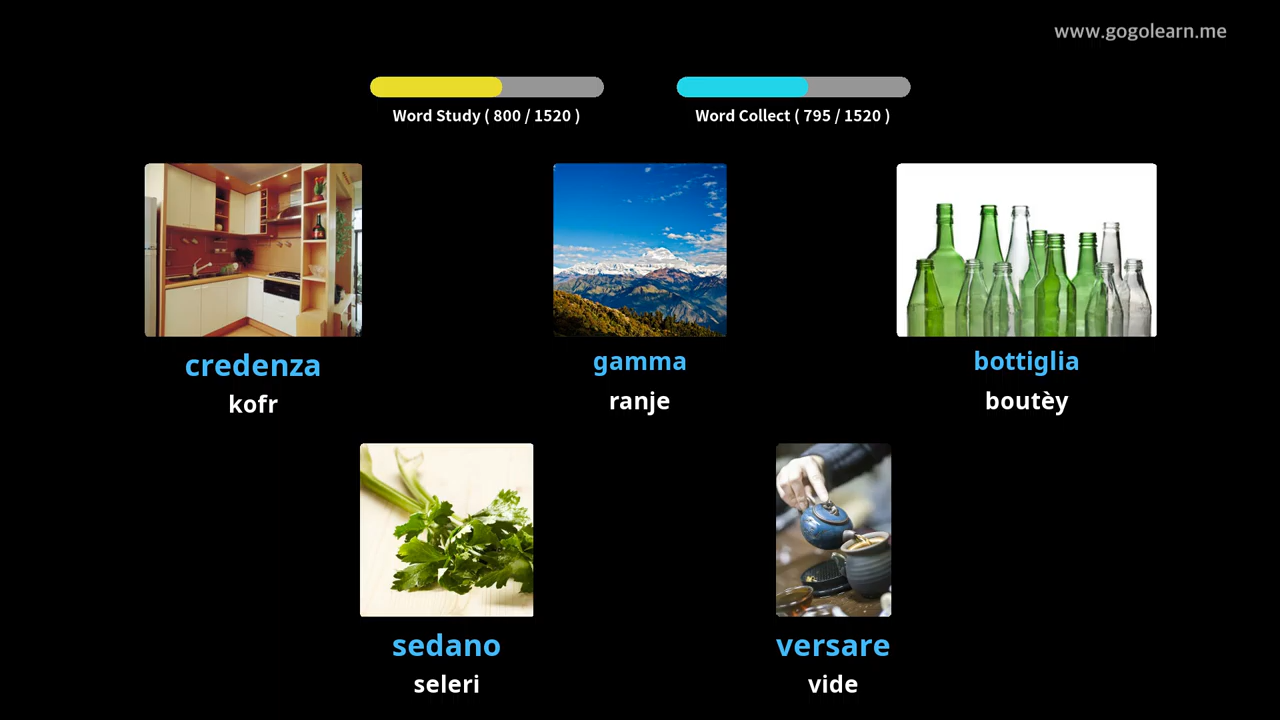 www.gogolearn.me
Word Study ( 800 / 1520 )
Word Collect ( 795 / 1520 )
credenza
kofr
gamma
ranje
bottiglia
boutèy
sedano
seleri
versare
vide